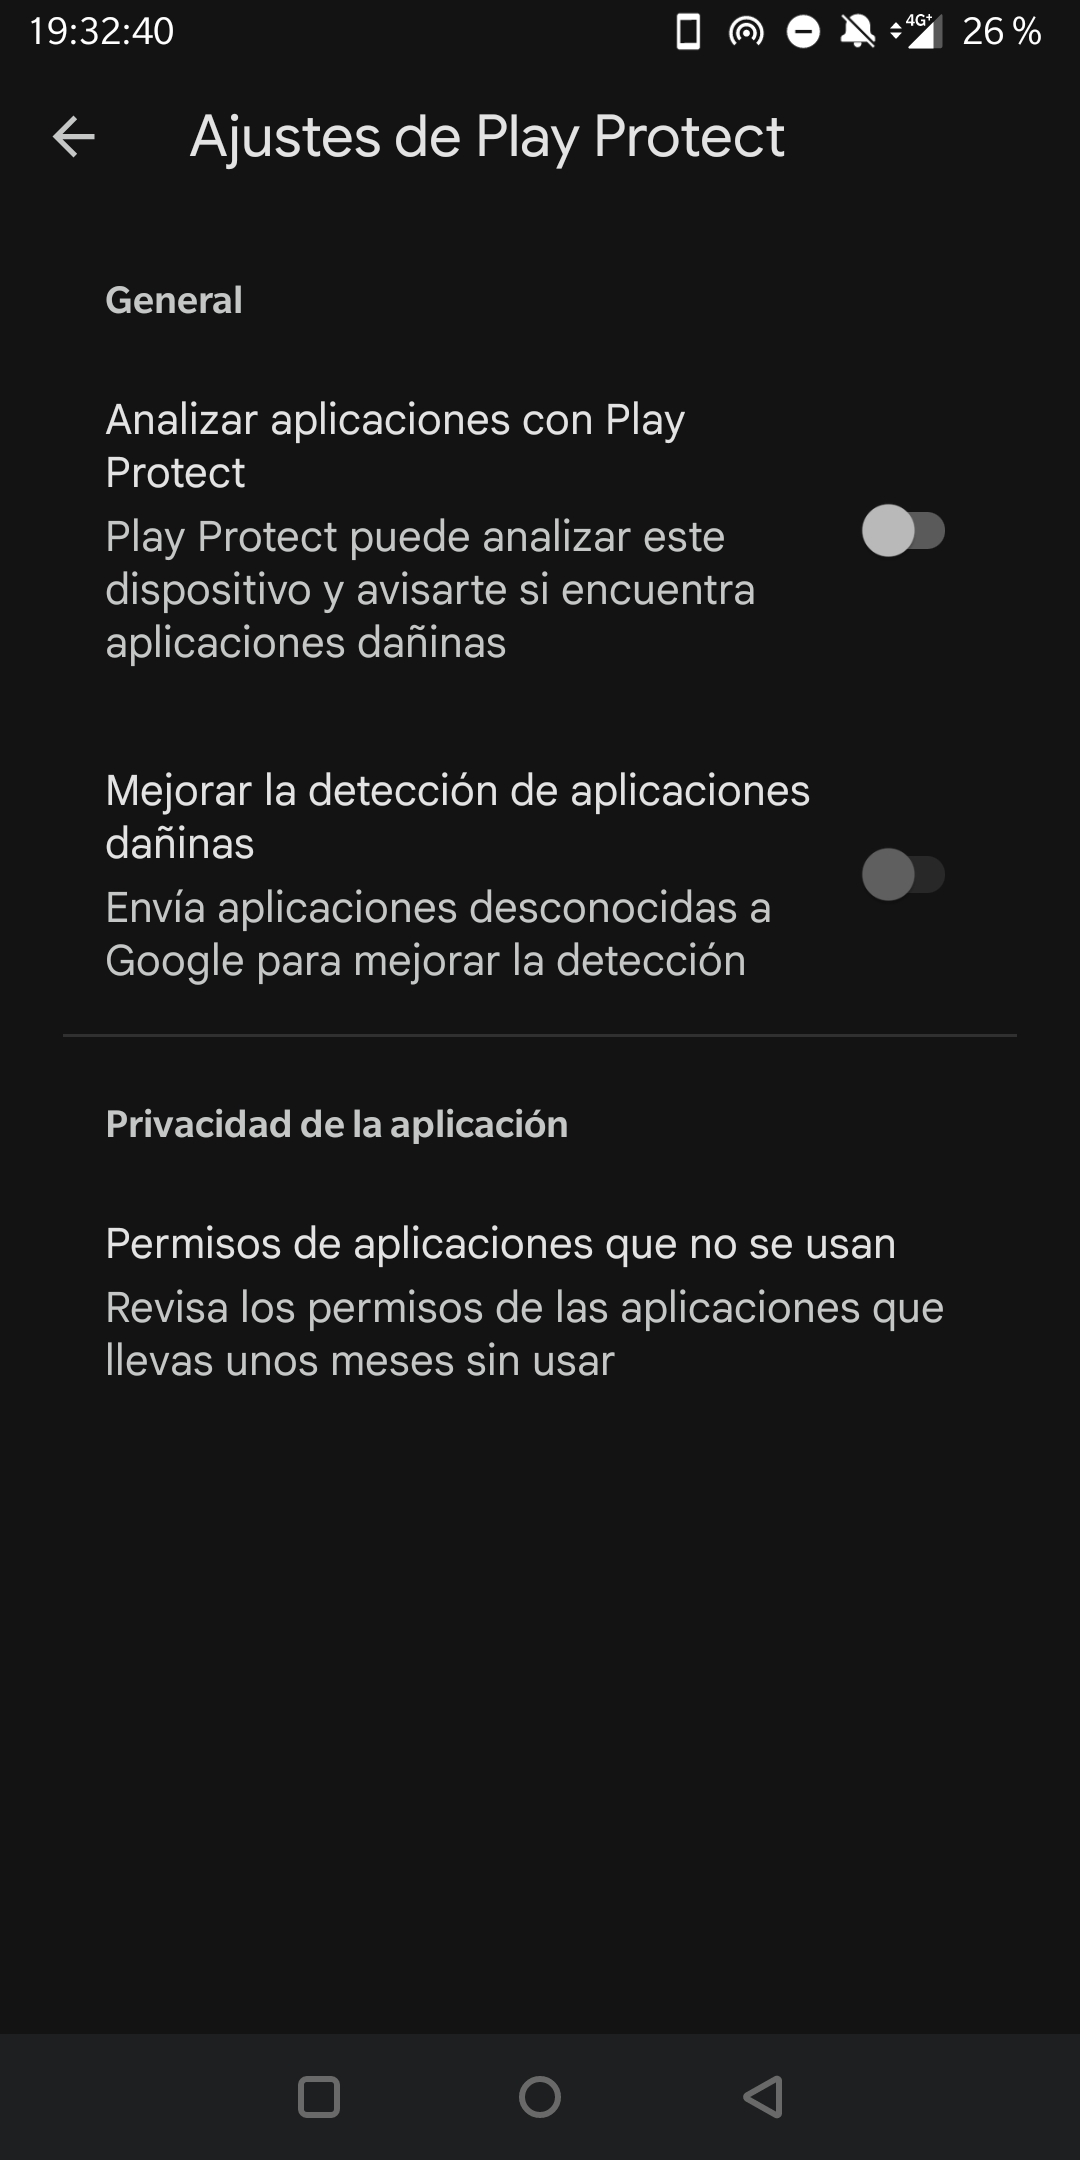 19:32:40
4G+
26 %
Ajustes de Play Protect
General
Analizar aplicaciones con Play
Protect
Play Protect puede analizar este
dispositivo y avisarte si encuentra
aplicaciones dañinas
Mejorar la detección de aplicaciones
dañinas
Envía aplicaciones desconocidas a
Google para mejorar la detección
Privacidad de la aplicación
Permisos de aplicaciones que no se usan
Revisa los permisos de las aplicaciones que
llevas unos meses sin usar